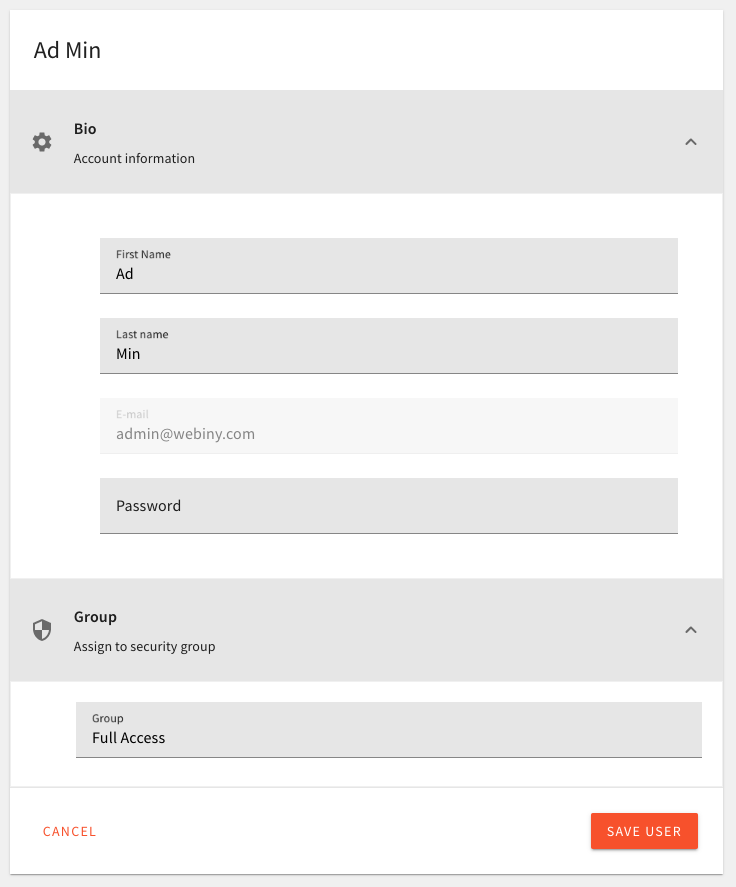 Ad Min
Bio
Account information
First Name
Ad
Last name
Min
E-mail
admin@webiny.com
Password
Group
Assign to security group
Group
Full Access
CANCEL
SAVE USER